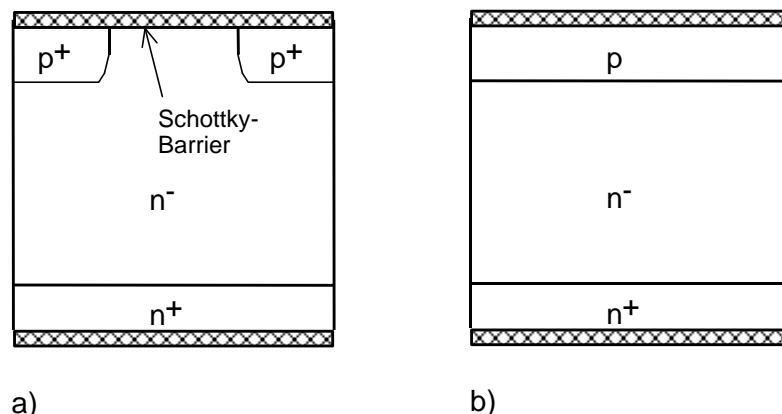 p+
p+
Schottky-
Barrier
n-
n+
a)
p
n-
n+
b)